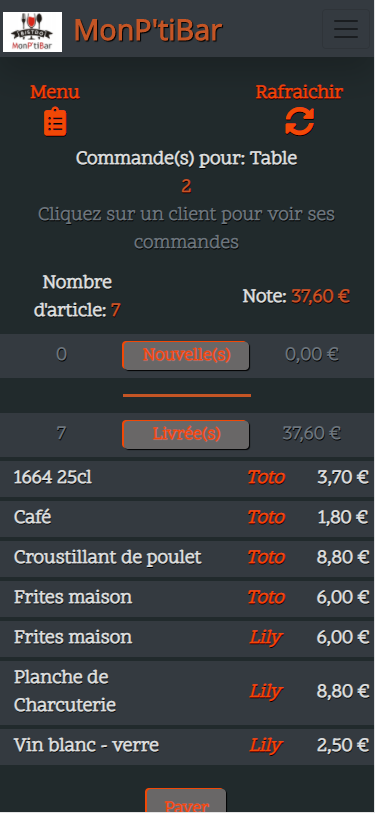 BISTROT
MonP'tiBar
MonP'tiBar
Menu
Rafraichir
Commande(s) pour: Table
2
Cliquez sur un client pour voir ses
commandes
Nombre
d'article: 7
Note: 37,60 €
0 Nouvelle(s) 0,00 €
7 Livrée(s) 37,60 €
1664 25cl Toto 3,70 €
Café Toto 1,80 €
Croustillant de poulet Toto 8,80 €
Frites maison Toto 6,00 €
Frites maison Lily 6,00 €
Planche de
Charcuterie Lily 8,80 €
Vin blanc - verre Lily 2,50 €
Payer